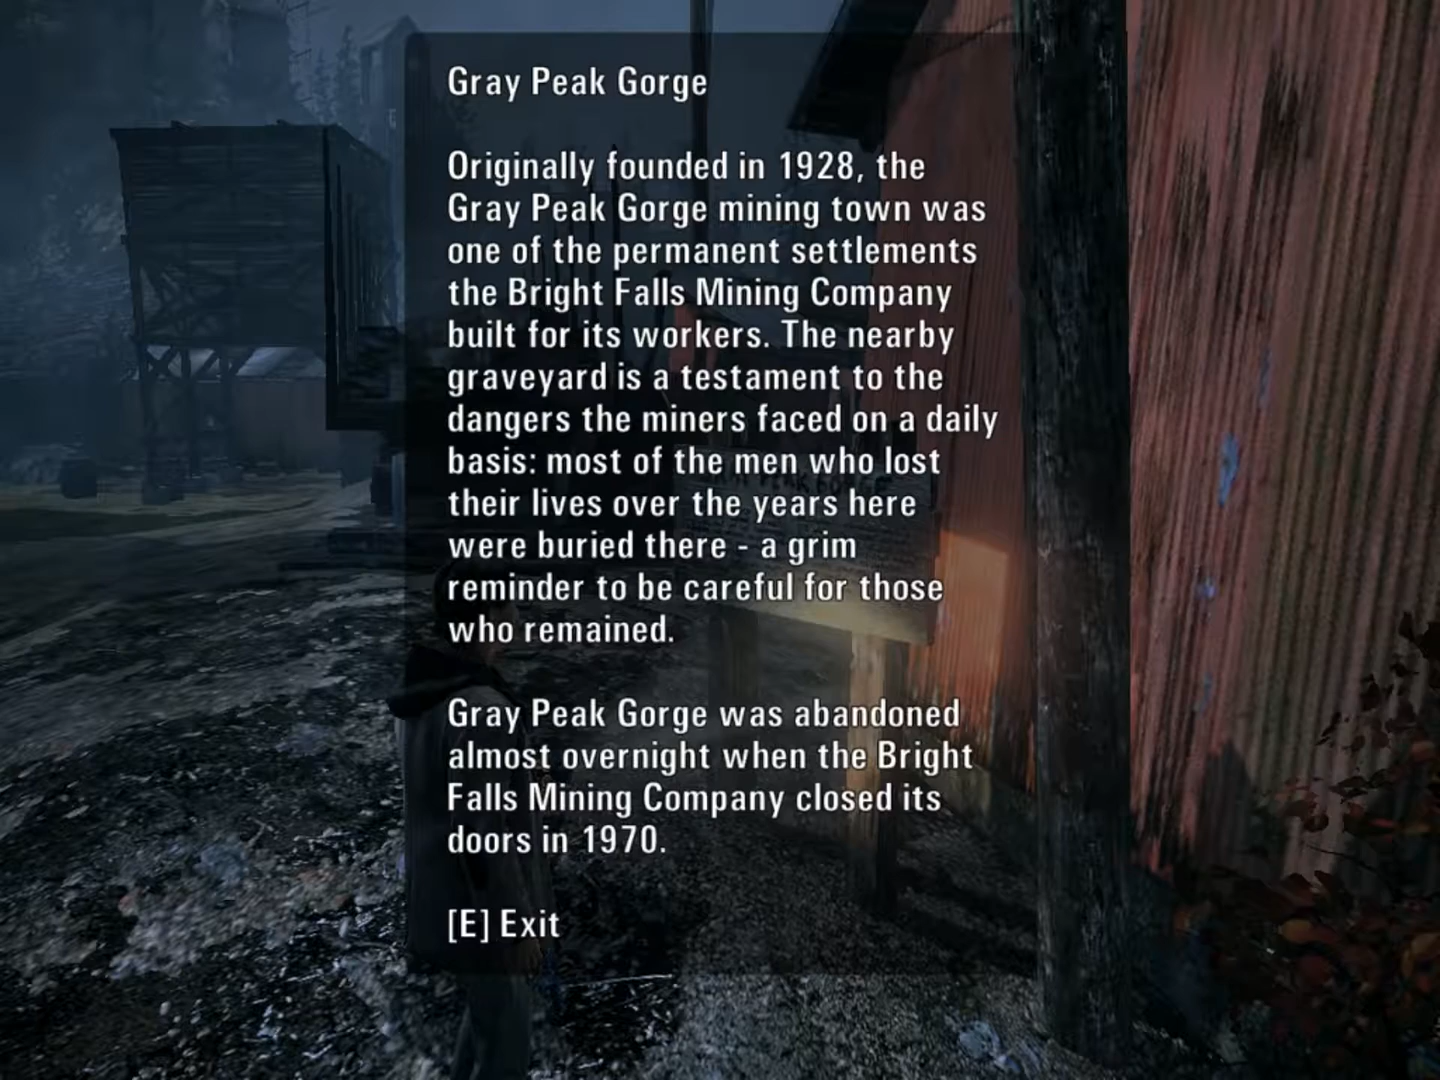 Gray Peak Gorge
Originally founded in 1928, the
Gray Peak Gorge mining town was
one of the permanent settlements
the Bright Falls Mining Company
built for its workers. The nearby
graveyard is a testament to the
dangers the miners faced on a daily
basis: most of the men who lost
their lives over the years here
were buried there - a grim
reminder to be careful for those
who remained.
Gray Peak Gorge was abandoned
almost overnight when the Bright
Falls Mining Company closed its
doors in 1970.
[E] Exit